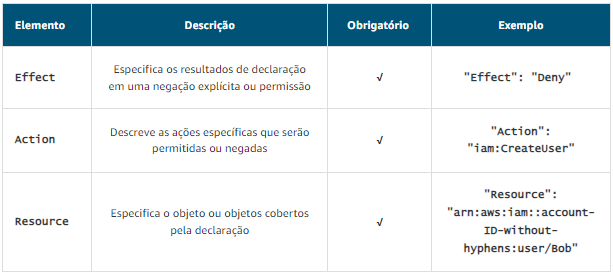 Elemento Descrição Obrigatório Exemplo
Effect
Especifica os resultados de declaração
em uma negação explícita ou permissão
√
"Effect": "Deny"
Action
Descreve as ações específicas que serão
permitidas ou negadas
√
"Action":
"iam:CreateUser"
Resource
Especifica o objeto ou objetos cobertos
pela declaração
√
"Resource":
"arn:aws:iam::account-
ID-without-
hyphens:user/Bob"